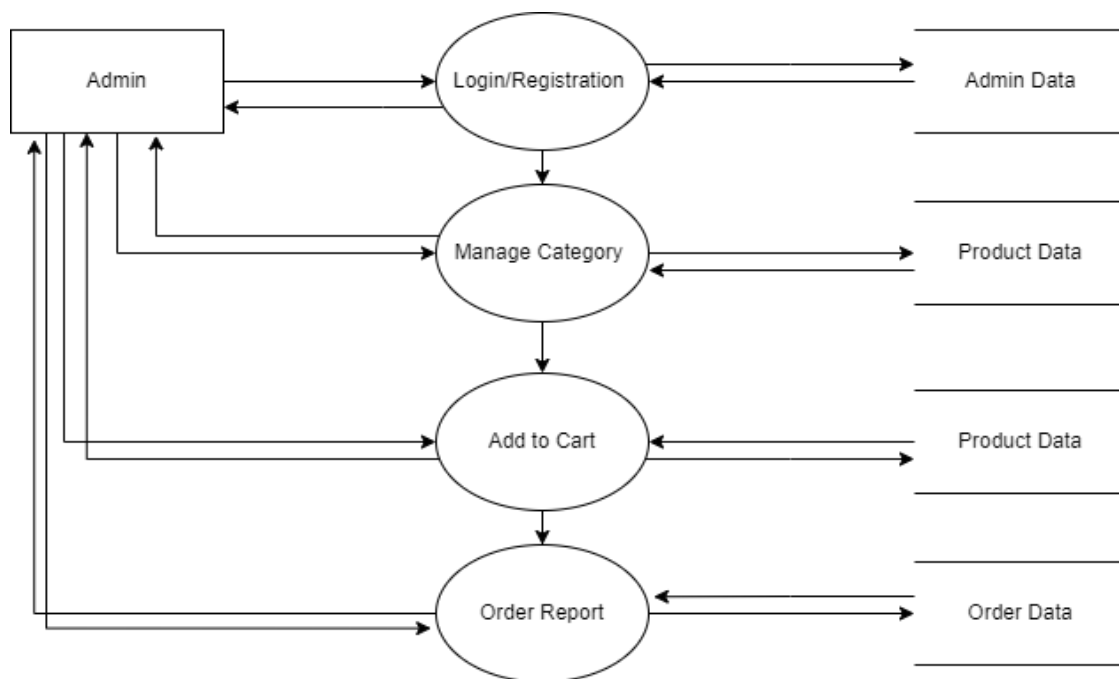 Admin
Login/Registration
Admin Data
Manage Category
Product Data
Add to Cart
Product Data
Order Report
Order Data